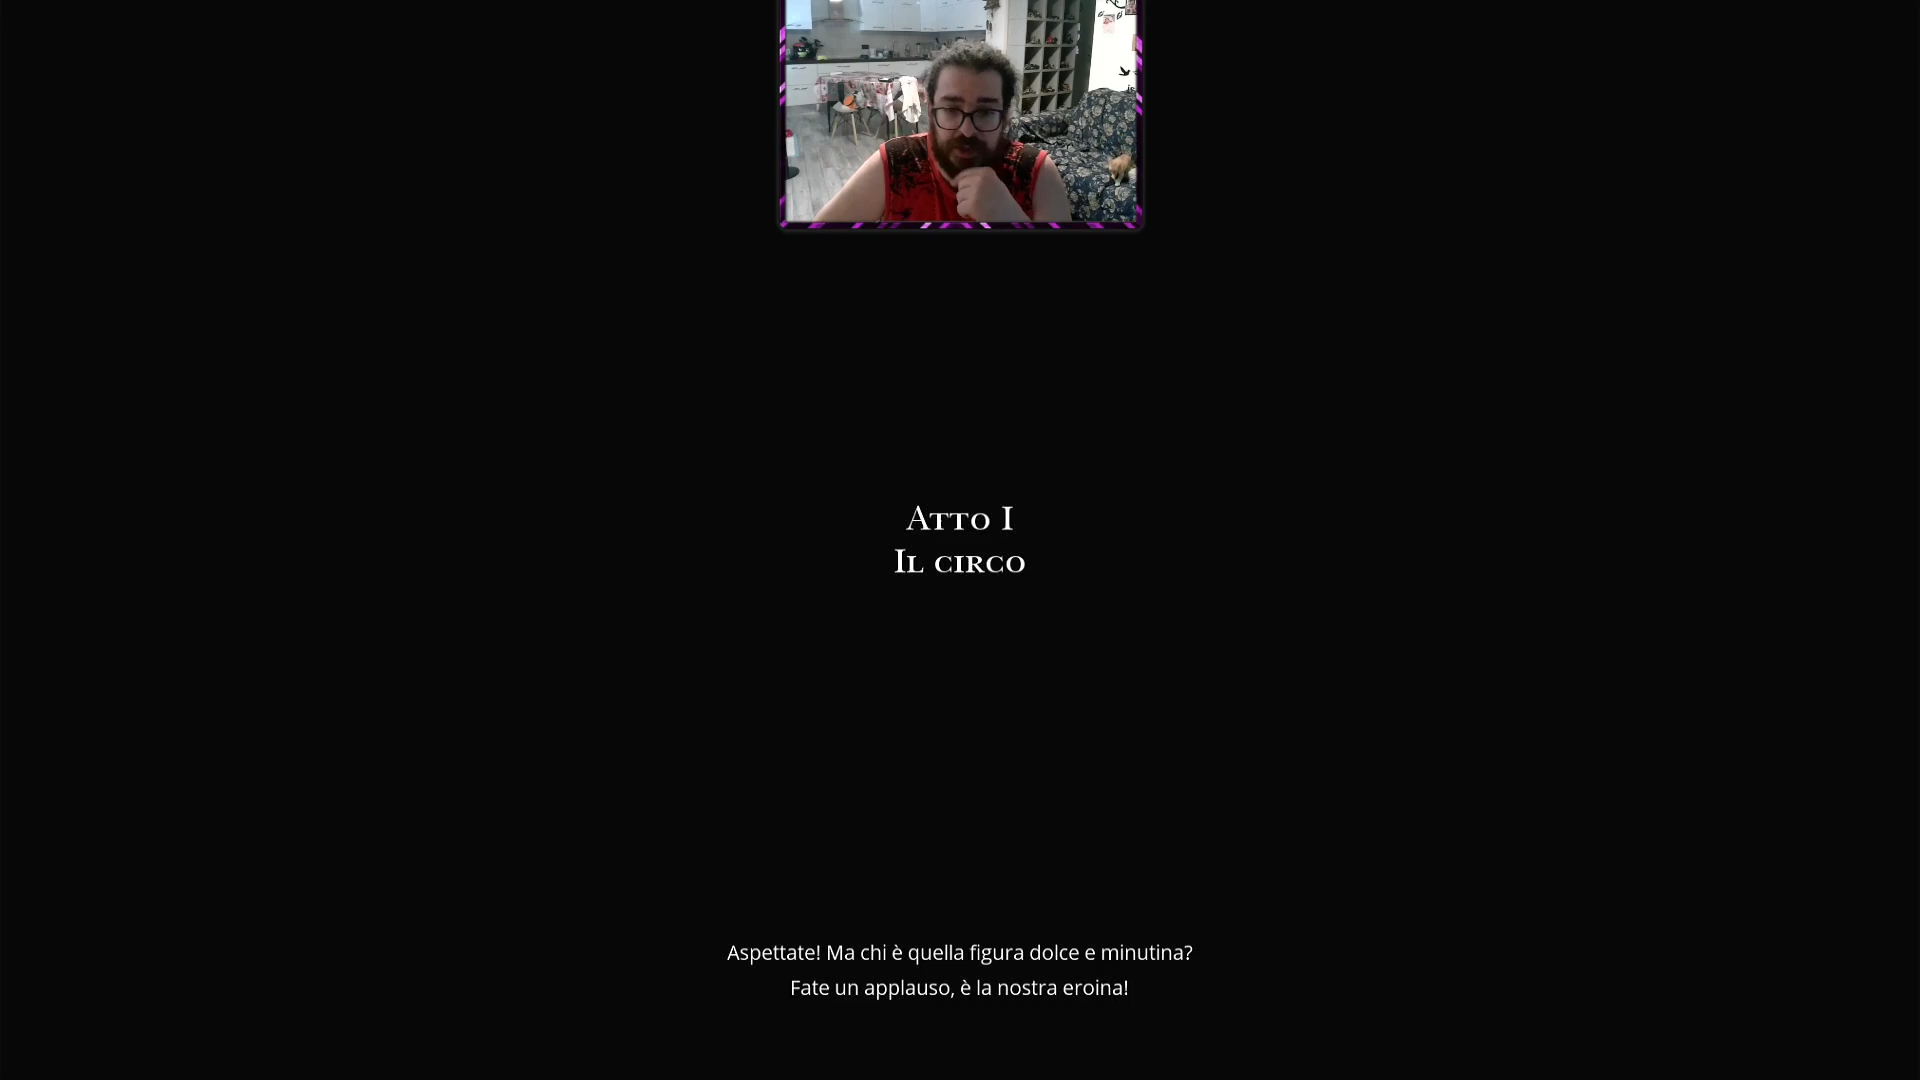 Atto I
Il circo
Aspettate! Ma chi è quella figura dolce e minutina?
Fate un applauso, è la nostra eroina!